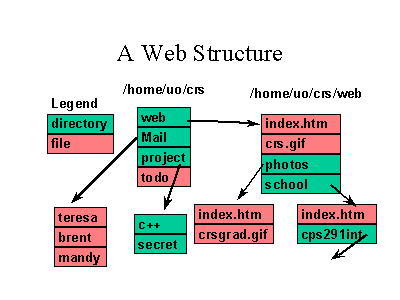 A Web Structure
/home/uo/crs
/home/uo/crs/web
Legend
directory
file
web
Mail
project
todo
index.htm
crs.gif
photos
school
teresa
brent
mandy
c++
secret
index.htm
crsgrad.gif
index.htm
cps291int